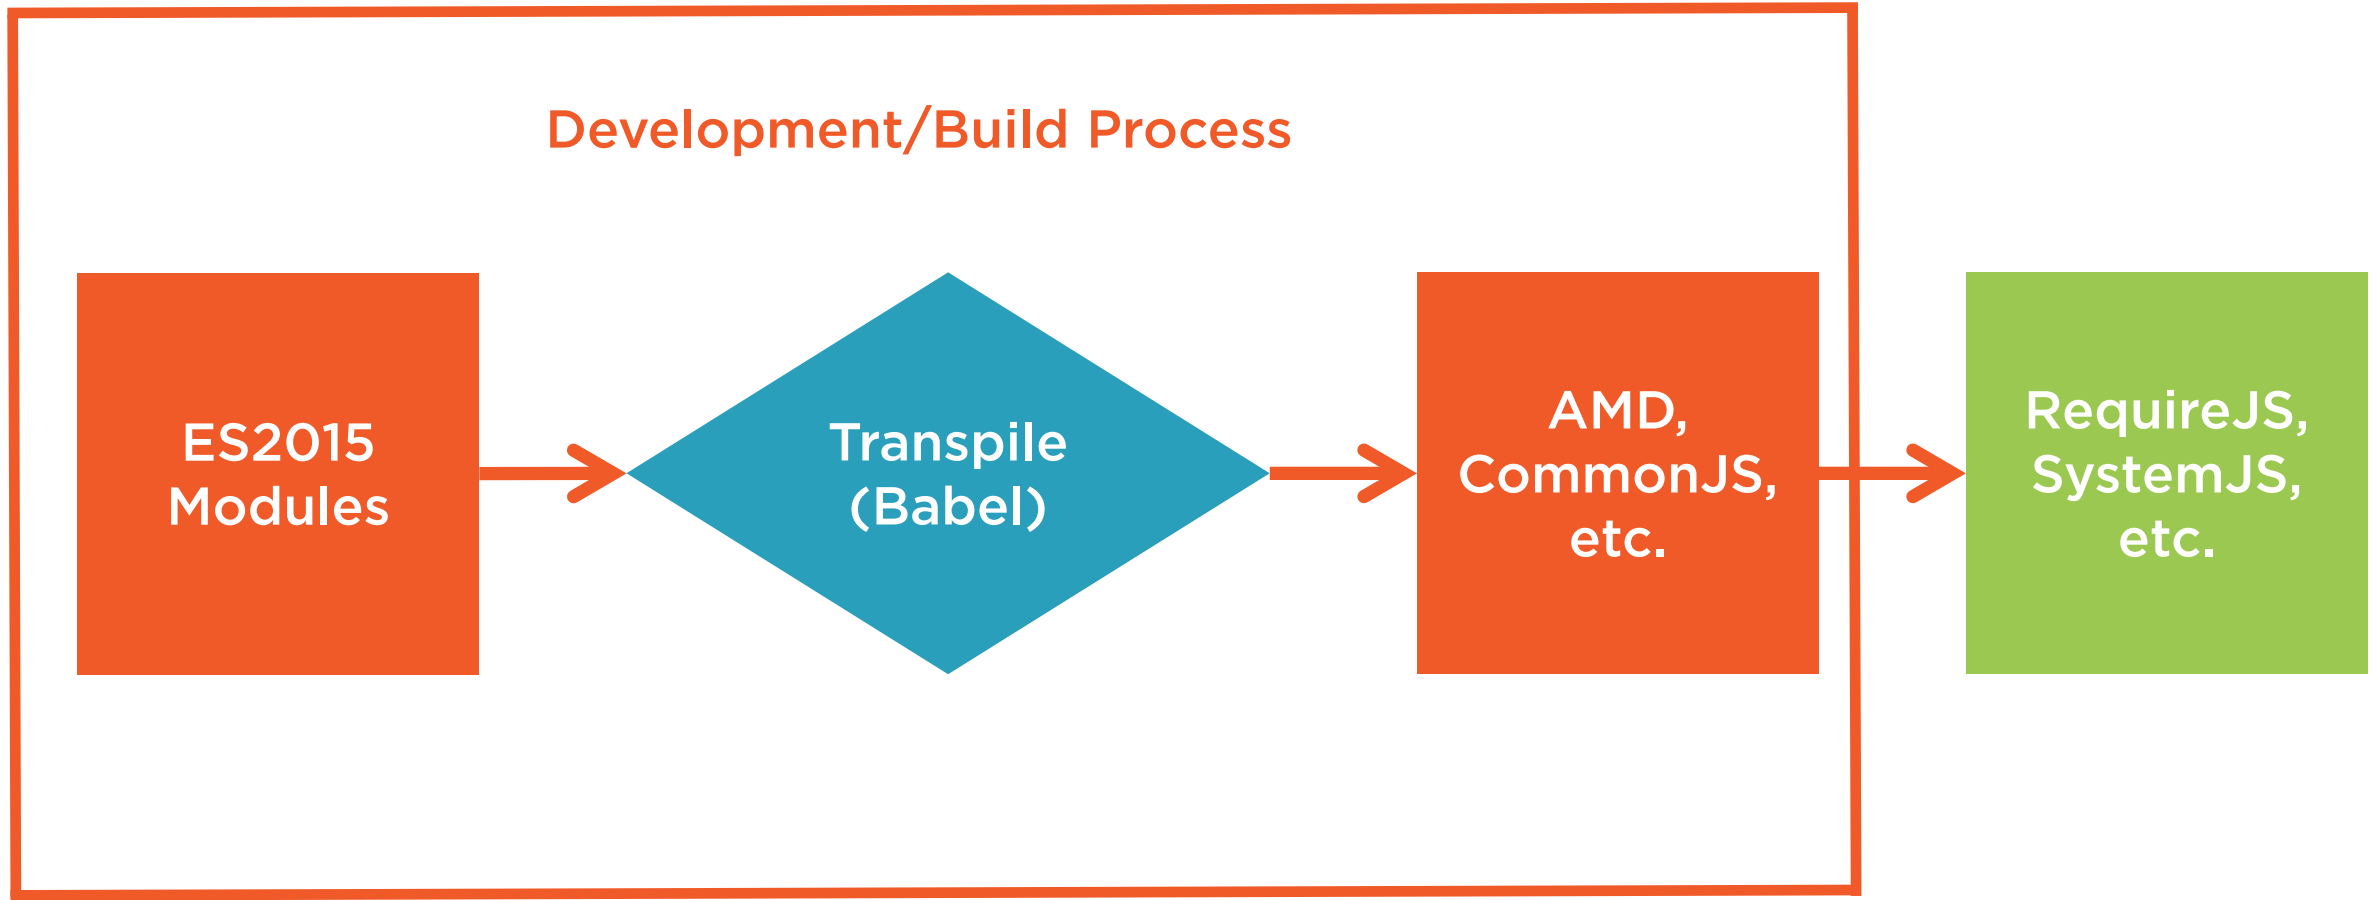 Development/Build Process
ES2015
Modules
Transpile
(Babel)
AMD,
CommonJS,
etc.
RequireJS,
SystemJS,
etc.